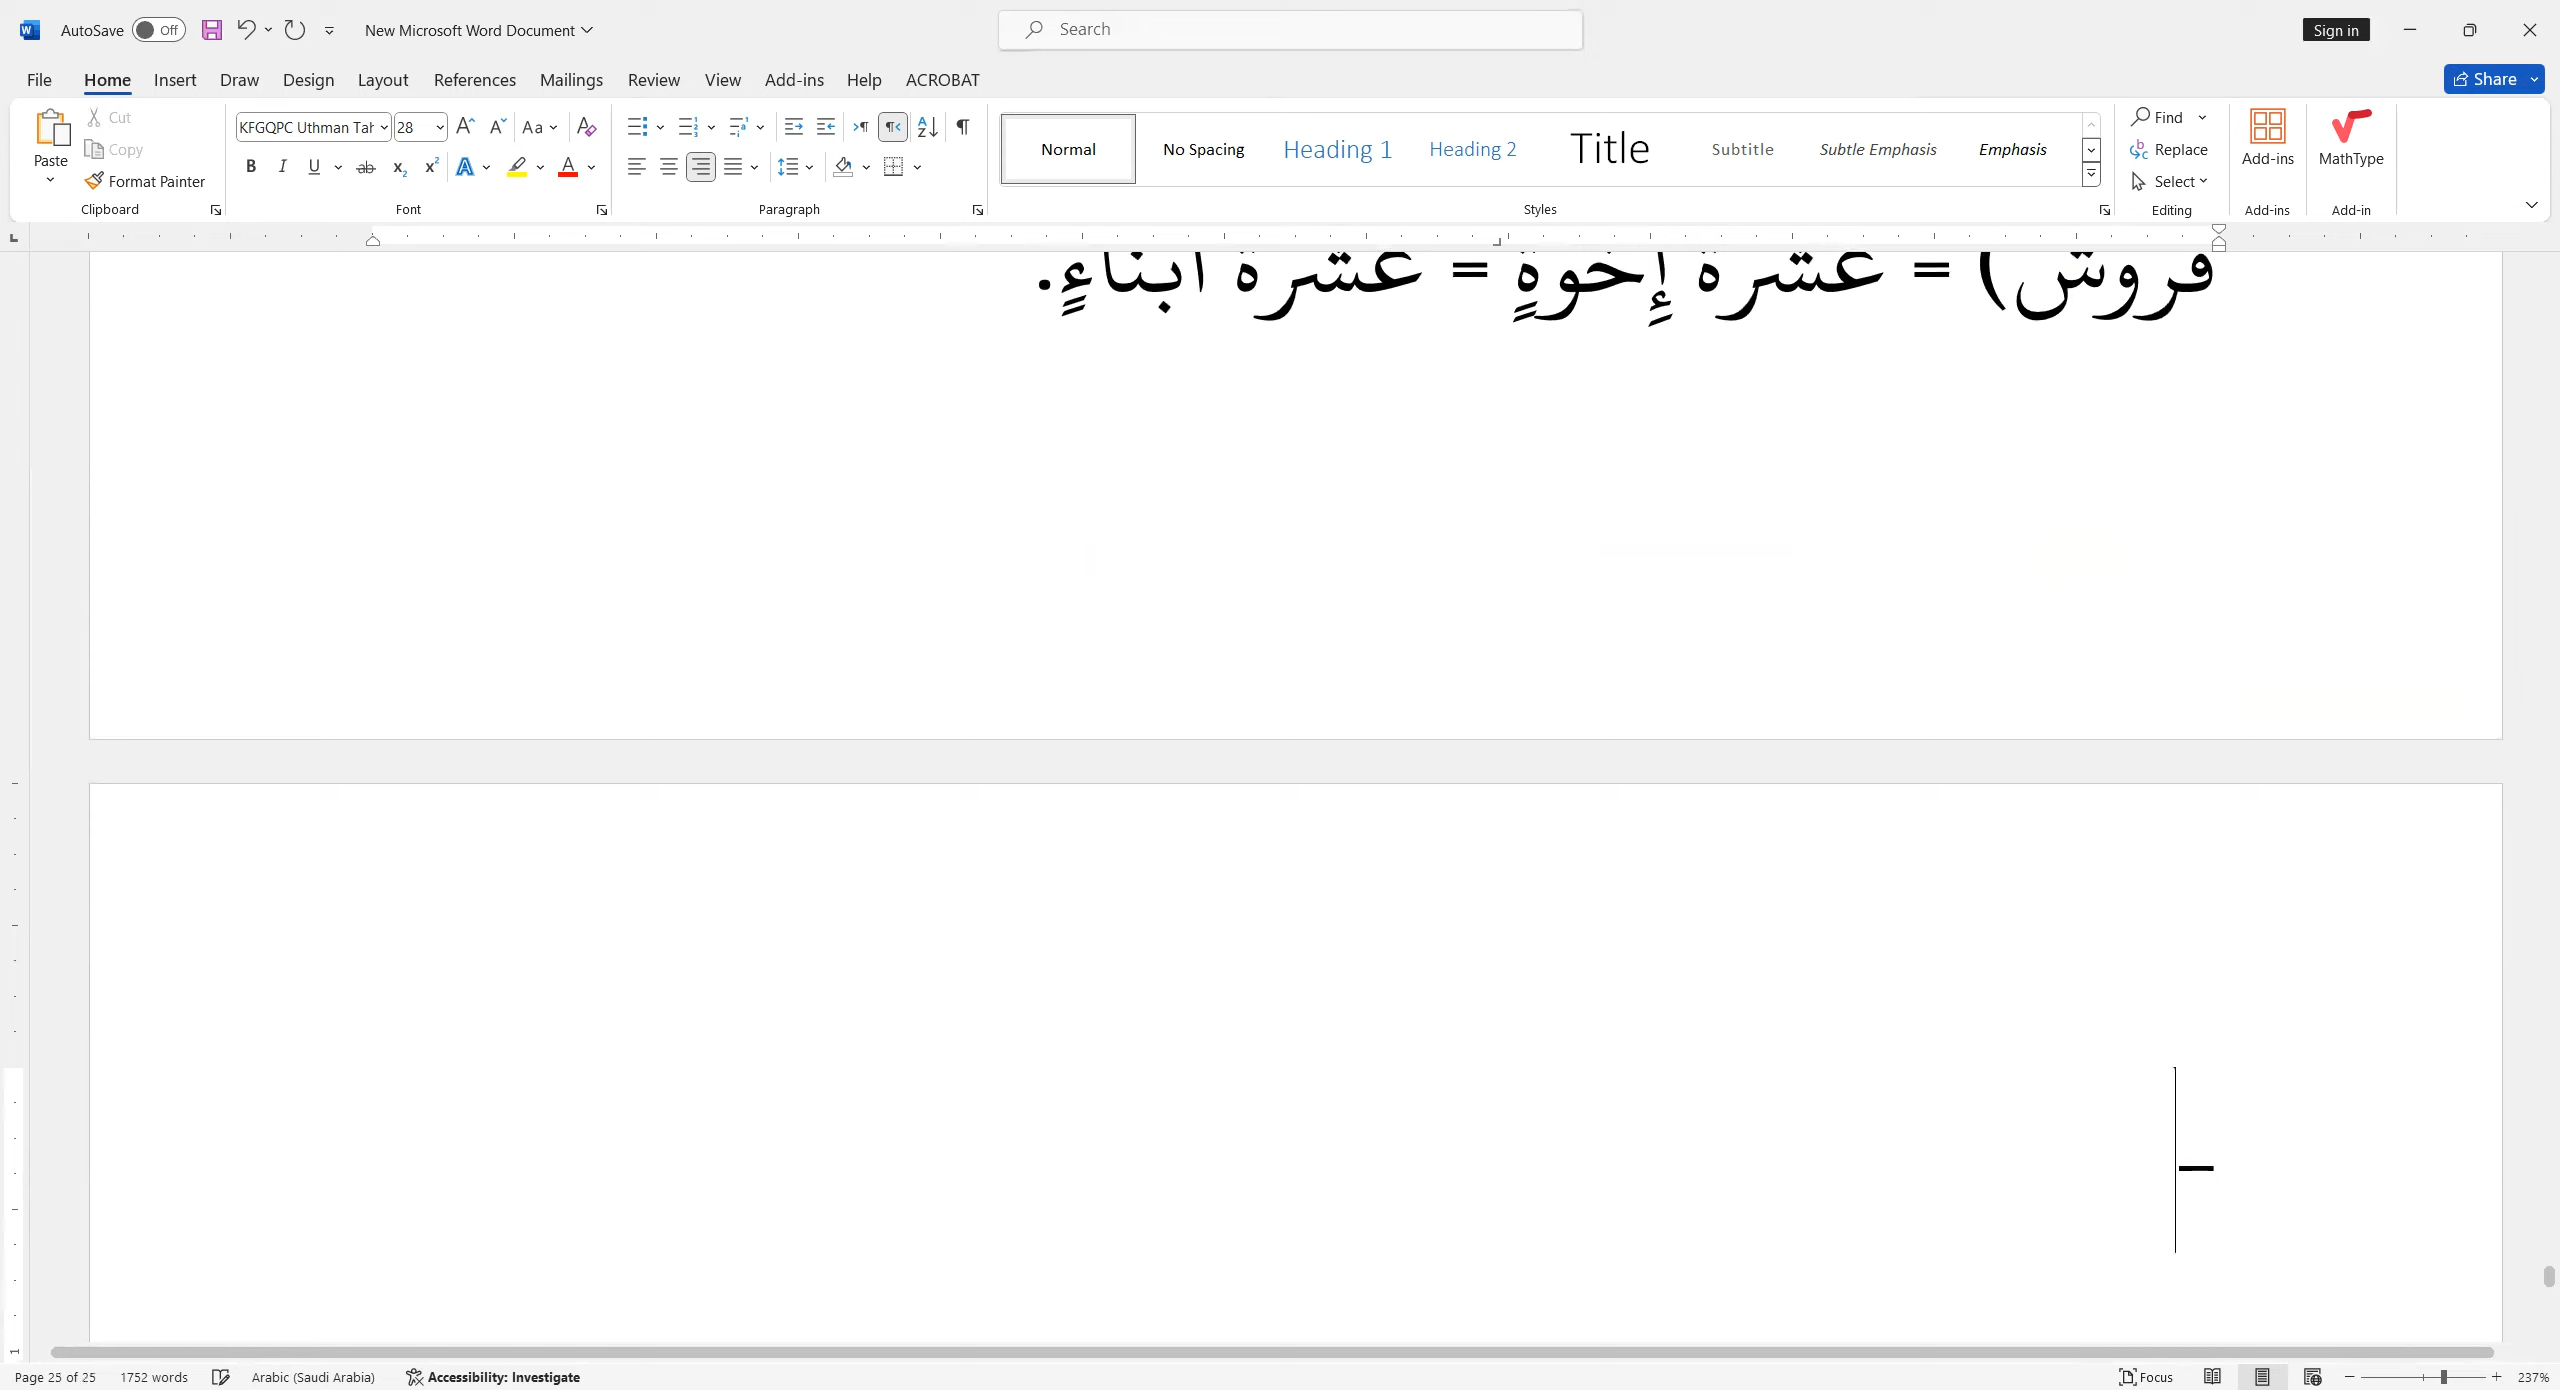 AutoSave Off New Microsoft Word Document Search Sign in
File Home Insert Draw Design Layout References Mailings Review View Add-ins Help ACROBAT Share
Paste Cut Copy Format Painter Clipboard
KFGQPC Uthman Tah 28 Font
Paragraph
Normal No Spacing Heading 1 Heading 2 Title Subtitle Subtle Emphasis Emphasis Styles
Find Replace Select Editing
Add-ins Add-ins
MathType Add-in
قروش) = عشرة إِخوةٍ = عشرة أبناءٍ.
–
Page 25 of 25 1752 words Arabic (Saudi Arabia) Accessibility: Investigate Focus 237%